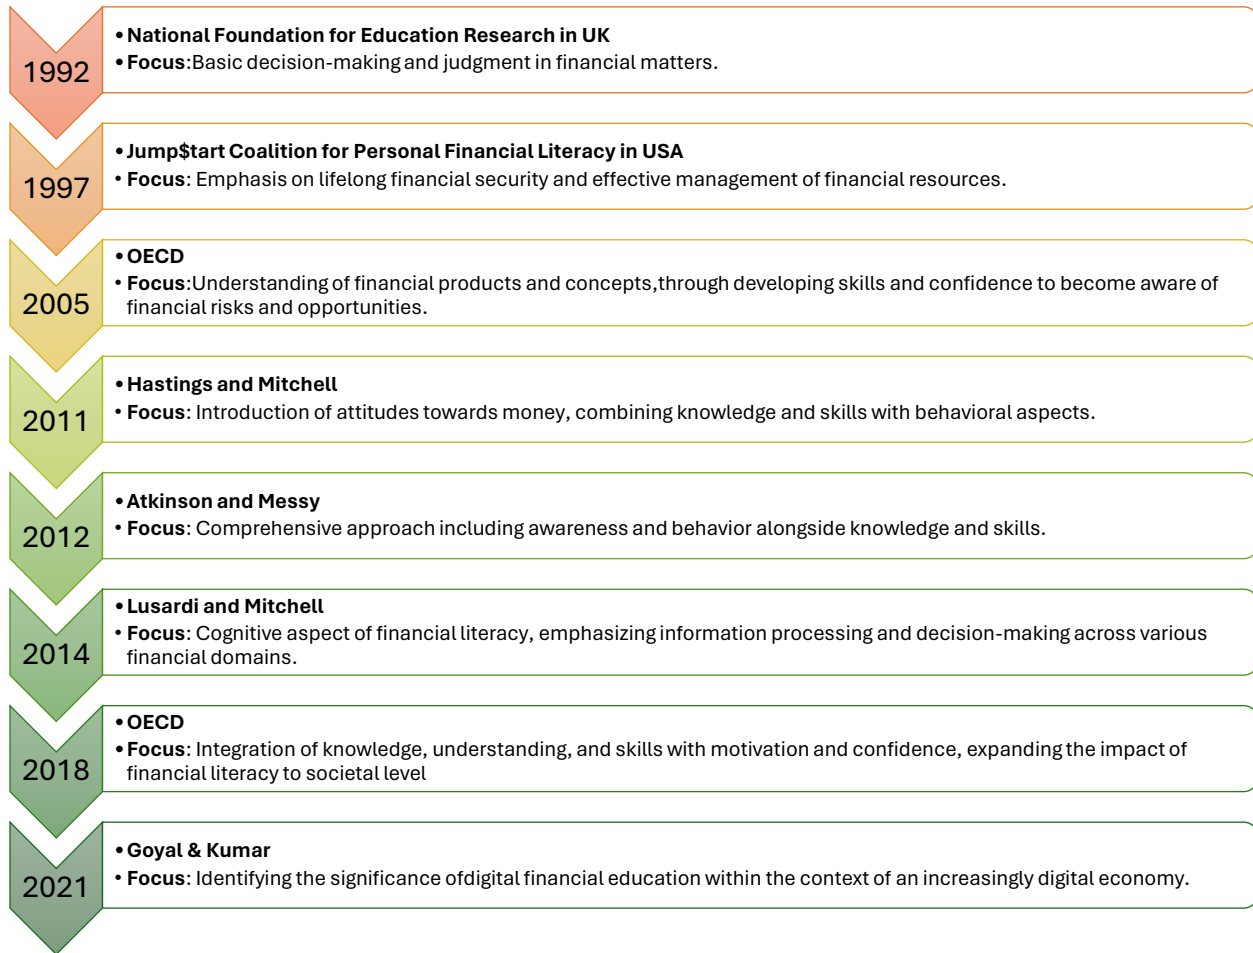 1992
• National Foundation for Education Research in UK
• Focus:Basic decision-making and judgment in financial matters.
1997
• Jump$tart Coalition for Personal Financial Literacy in USA
• Focus: Emphasis on lifelong financial security and effective management of financial resources.
2005
• OECD
• Focus:Understanding of financial products and concepts,through developing skills and confidence to become aware of
financial risks and opportunities.
2011
• Hastings and Mitchell
• Focus: Introduction of attitudes towards money, combining knowledge and skills with behavioral aspects.
2012
• Atkinson and Messy
• Focus: Comprehensive approach including awareness and behavior alongside knowledge and skills.
2014
• Lusardi and Mitchell
• Focus: Cognitive aspect of financial literacy, emphasizing information processing and decision-making across various
financial domains.
2018
• OECD
• Focus: Integration of knowledge, understanding, and skills with motivation and confidence, expanding the impact of
financial literacy to societal level
2021
• Goyal & Kumar
• Focus: Identifying the significance ofdigital financial education within the context of an increasingly digital economy.